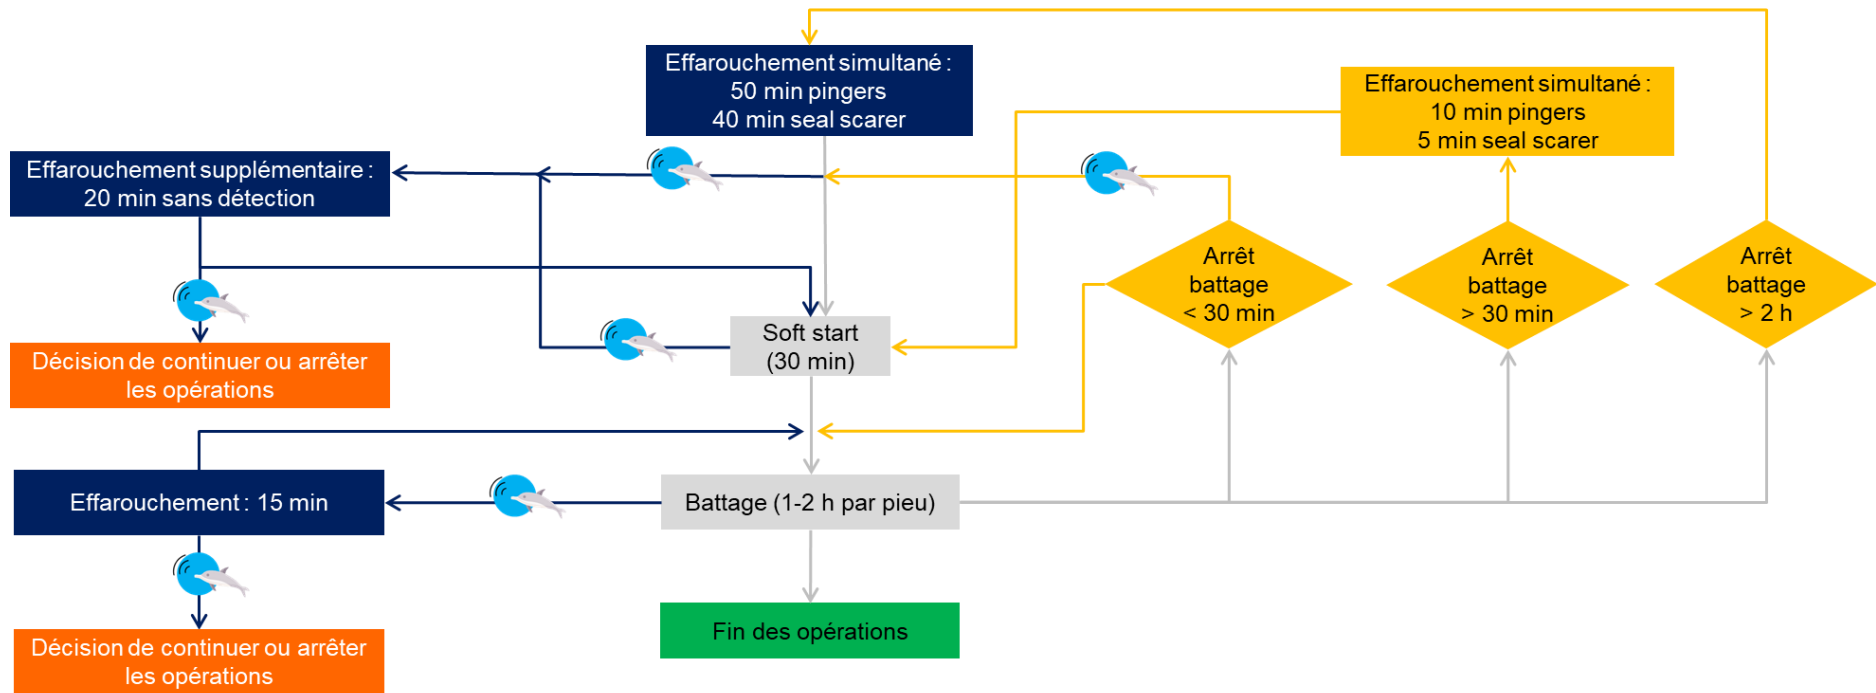 Effarouchement simultané :
50 min pingers
40 min seal scarer
Effarouchement simultané :
10 min pingers
5 min seal scarer
Effarouchement supplémentaire :
20 min sans détection
Arrêt
battage
< 30 min
Arrêt
battage
> 30 min
Arrêt
battage
> 2 h
Soft start
(30 min)
Décision de continuer ou arrêter
les opérations
Effarouchement : 15 min
Battage (1-2 h par pieu)
Fin des opérations
Décision de continuer ou arrêter
les opérations